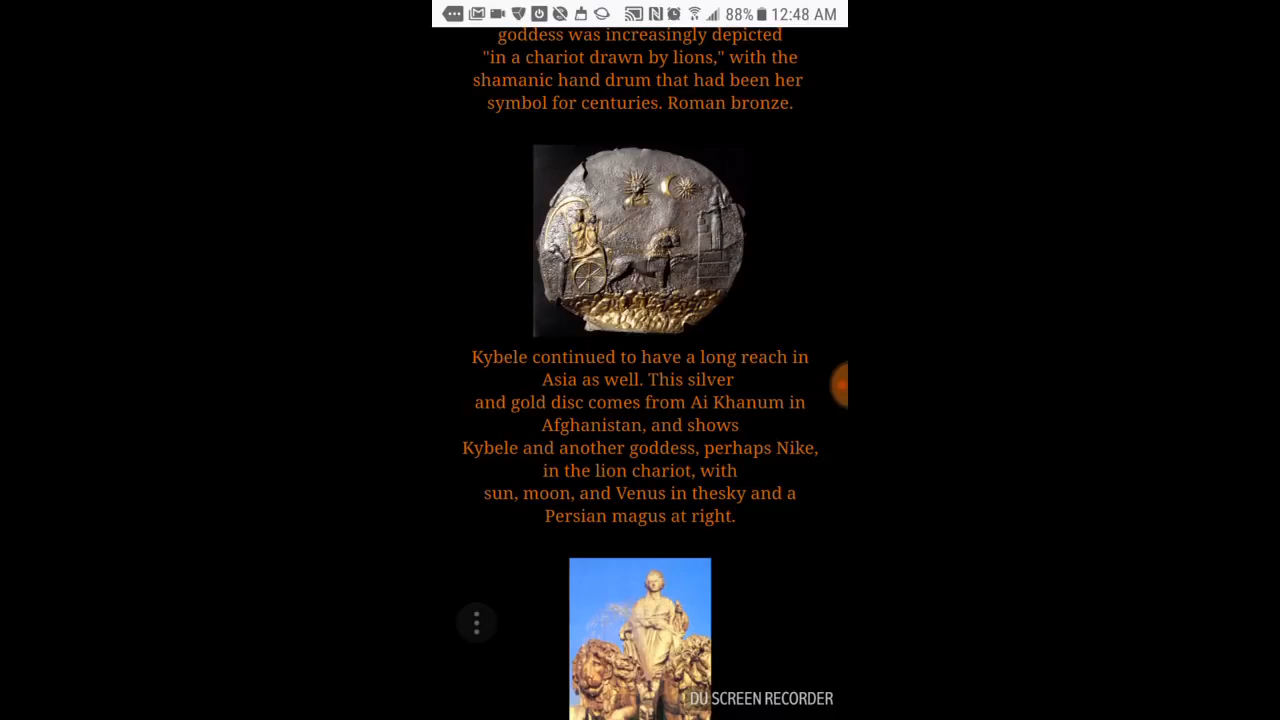 88% 12:48 AM
goddess was increasingly depicted
"in a chariot drawn by lions," with the
shamanic hand drum that had been her
symbol for centuries. Roman bronze.
Kybele continued to have a long reach in
Asia as well. This silver
and gold disc comes from Ai Khanum in
Afghanistan, and shows
Kybele and another goddess, perhaps Nike,
in the lion chariot, with
sun, moon, and Venus in thesky and a
Persian magus at right.
DU SCREEN RECORDER